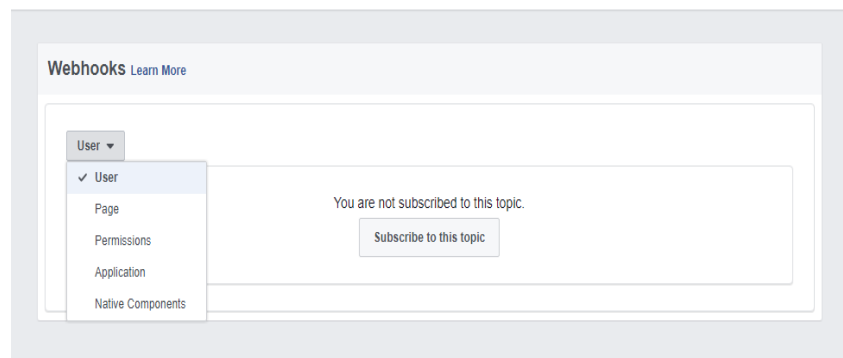 Webhooks Learn More
User
User
Page
Permissions
Application
Native Components
You are not subscribed to this topic.
Subscribe to this topic